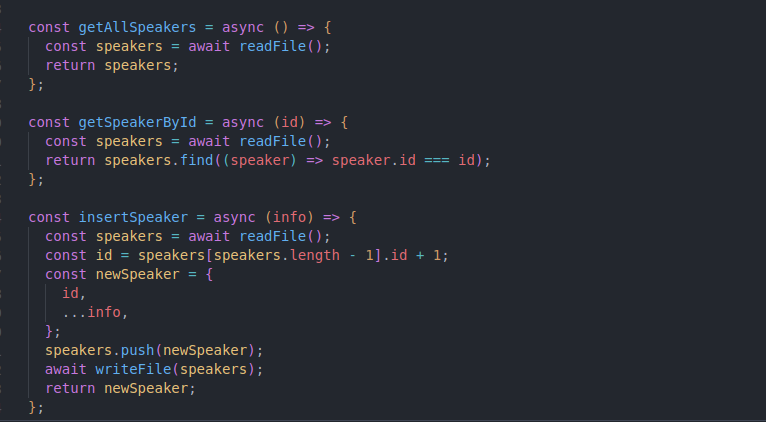 const getAllSpeakers = async () => {
  const speakers = await readFile();
  return speakers;
};
const getSpeakerById = async (id) => {
  const speakers = await readFile();
  return speakers.find((speaker) => speaker.id === id);
};
const insertSpeaker = async (info) => {
  const speakers = await readFile();
  const id = speakers[speakers.length - 1].id + 1;
  const newSpeaker = {
    id,
    ...info,
  };
  speakers.push(newSpeaker);
  await writeFile(speakers);
  return newSpeaker;
};